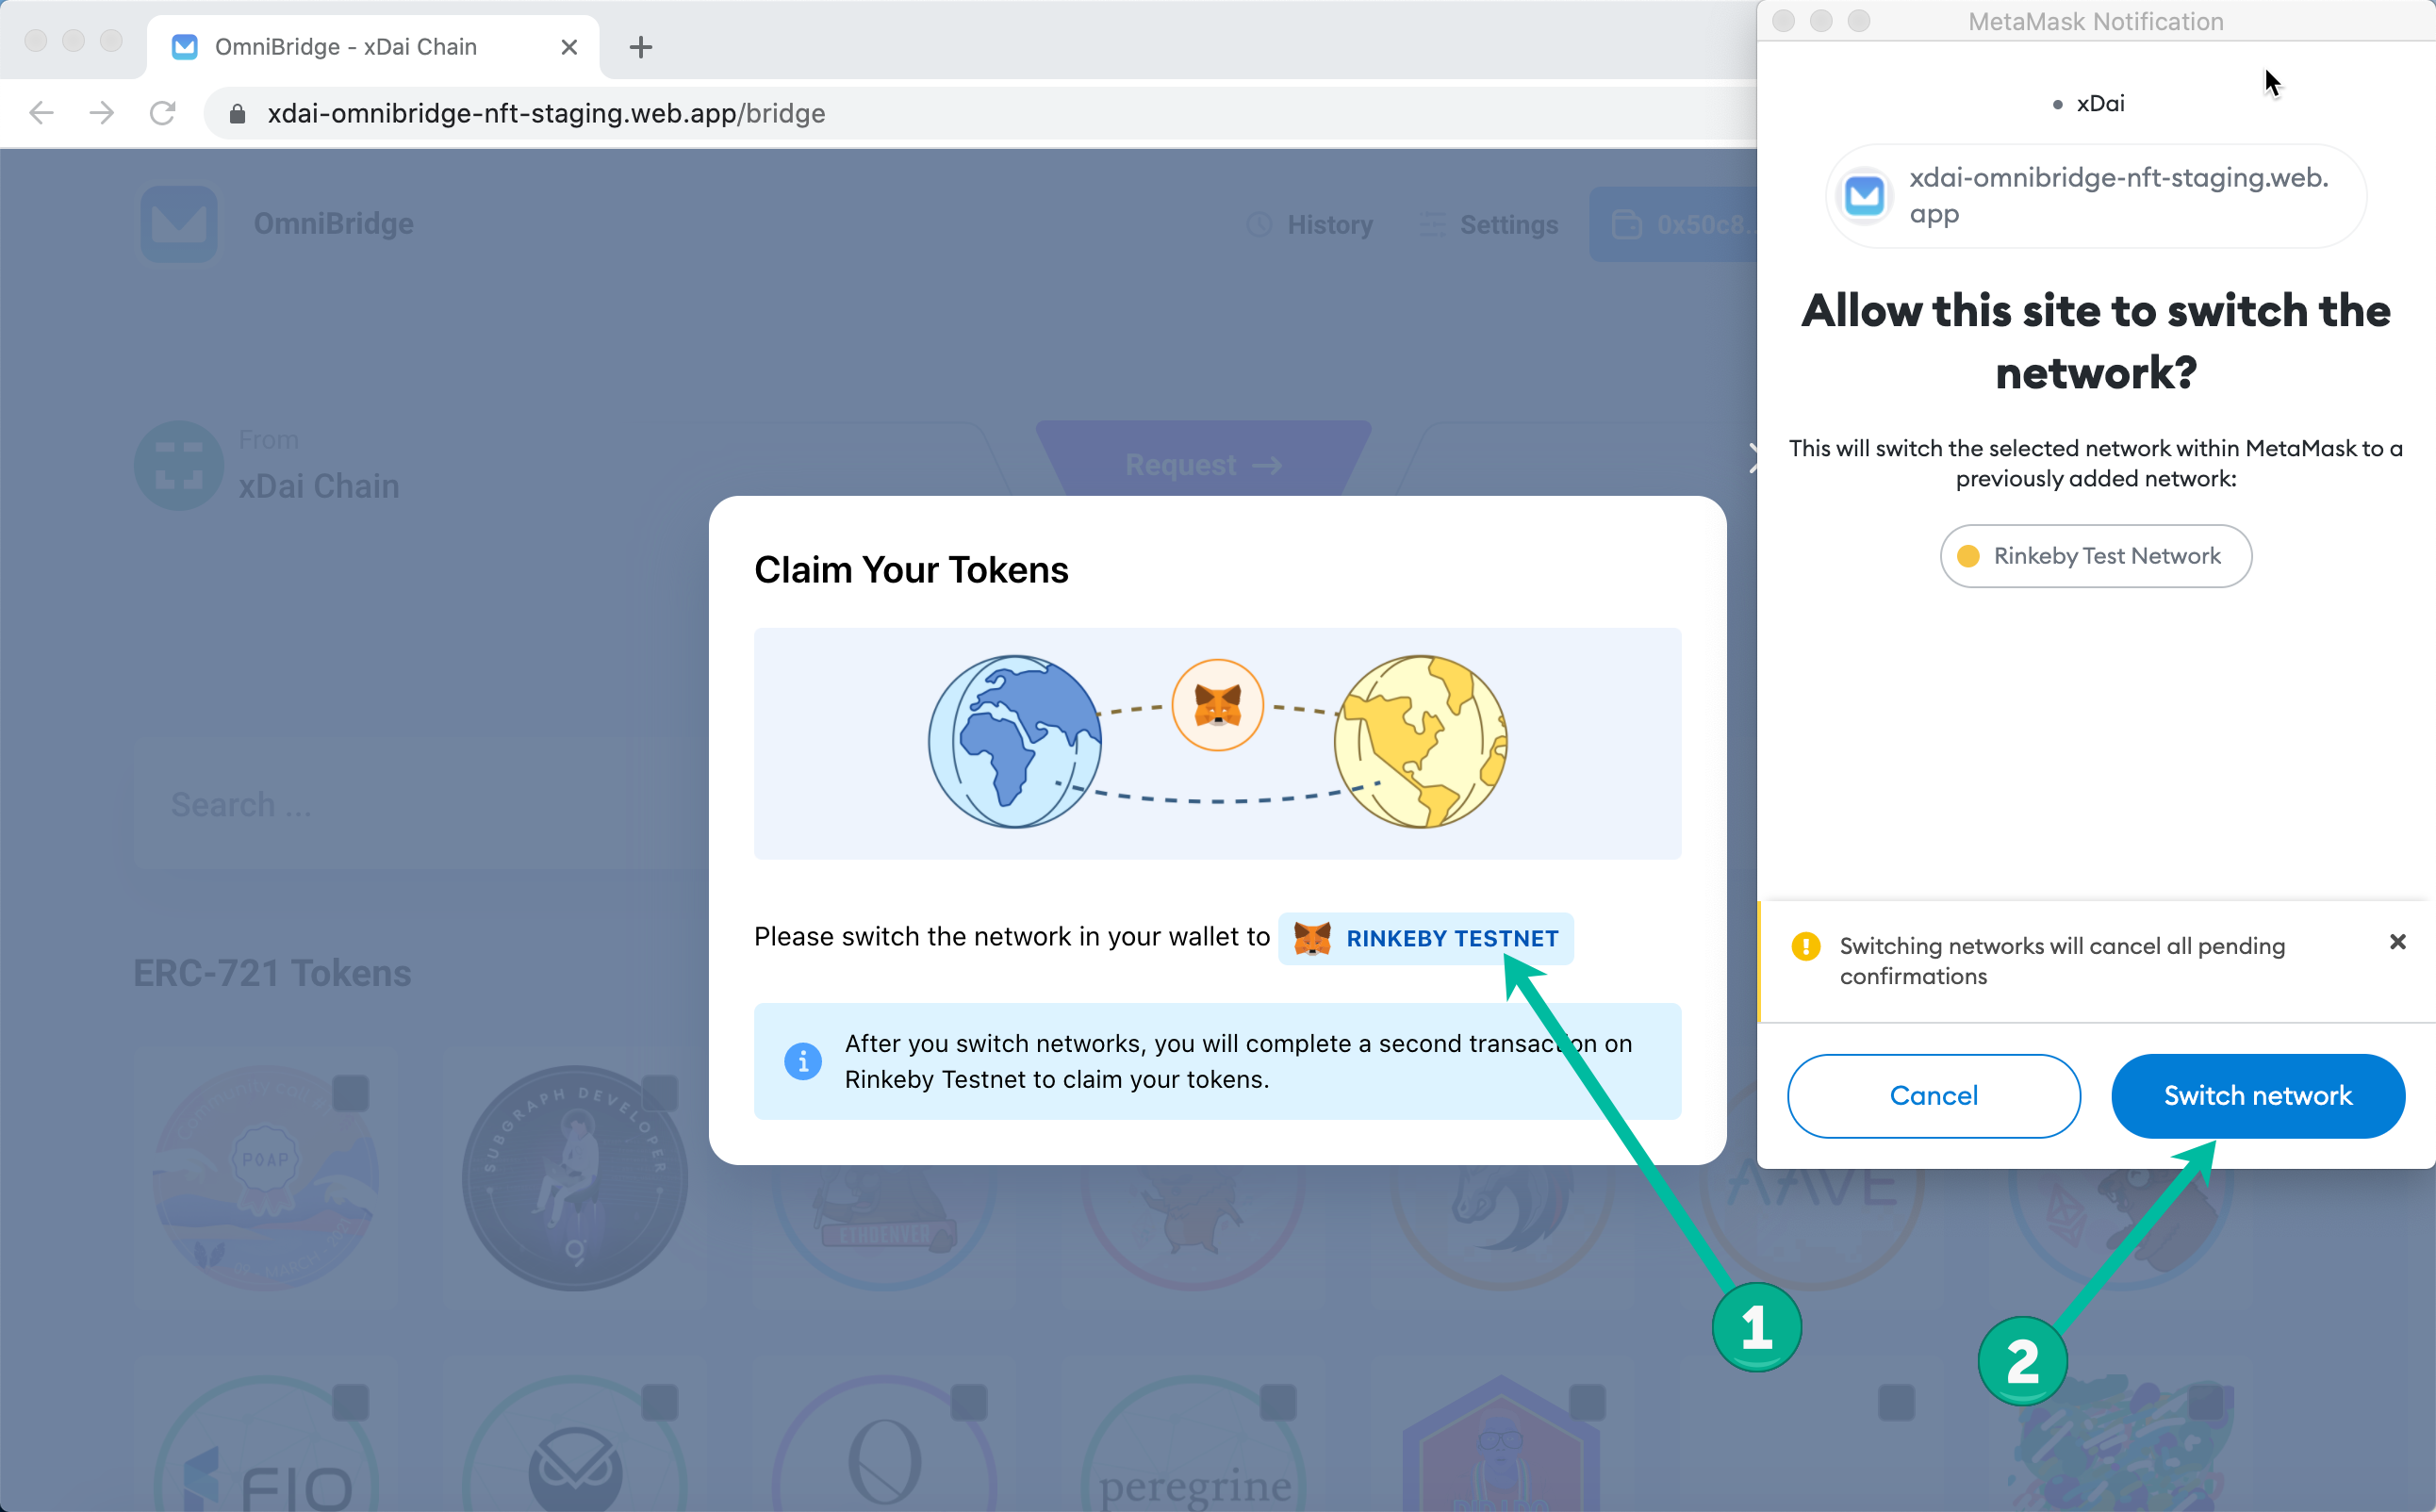 OmniBridge - xDai Chain
xdai-omnibridge-nft-staging.web.app/bridge
OmniBridge
History
Settings
0x50c8...
From
xDai Chain
Request →
Search ...
ERC-721 Tokens
Claim Your Tokens
Please switch the network in your wallet to RINKEBY TESTNET
After you switch networks, you will complete a second transaction on
Rinkeby Testnet to claim your tokens.
POAP
MARCH
SUBGRAPH DEVELOPER
ETHDENVER
AAVE
FIO
peregrine
MetaMask Notification
xDai
xdai-omnibridge-nft-staging.web.
app
Allow this site to switch the
network?
This will switch the selected network within MetaMask to a
previously added network:
Rinkeby Test Network
Switching networks will cancel all pending
confirmations
Cancel
Switch network
1
2